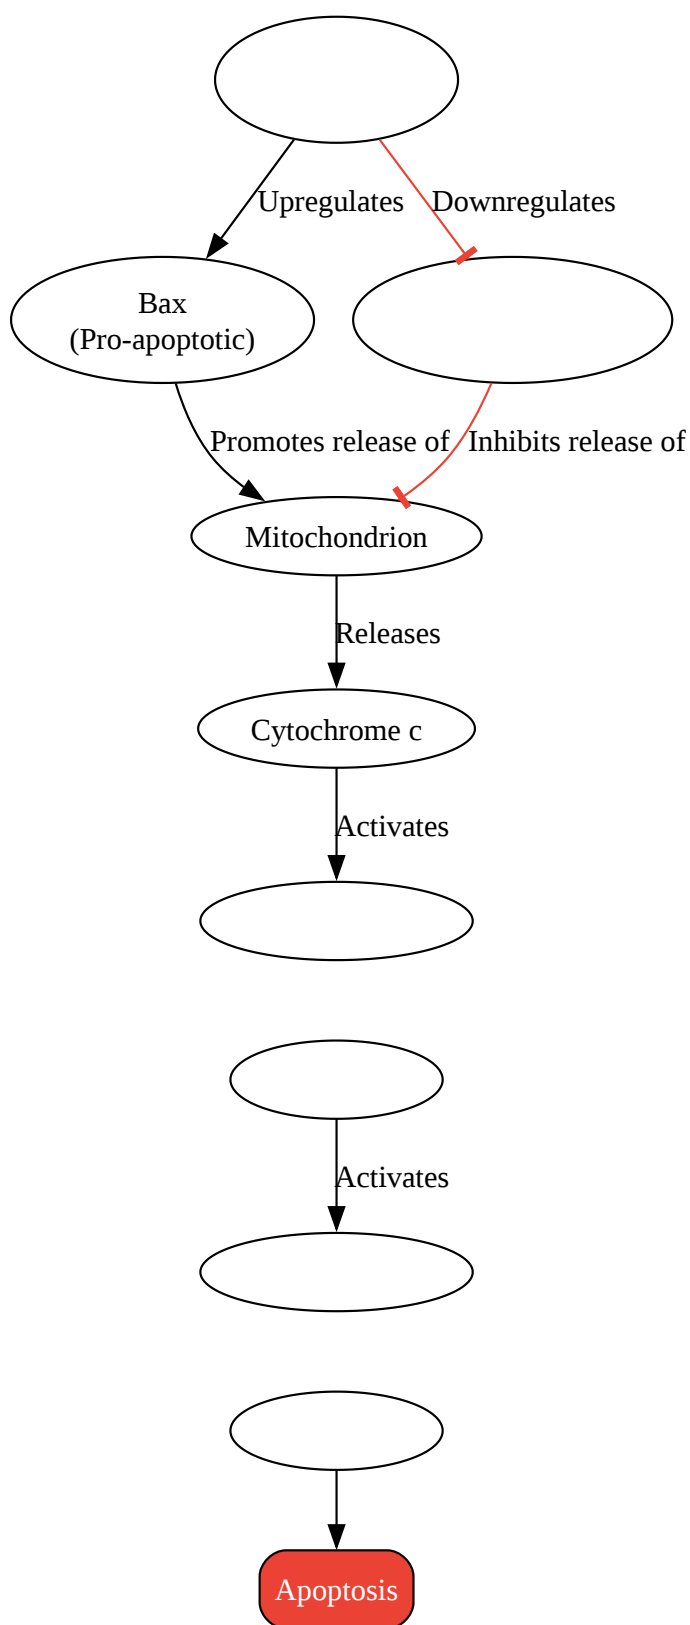 Upregulates
Downregulates
Bax
(Pro-apoptotic)
Promotes release of
Inhibits release of
Mitochondrion
Releases
Cytochrome c
Activates
Activates
Apoptosis